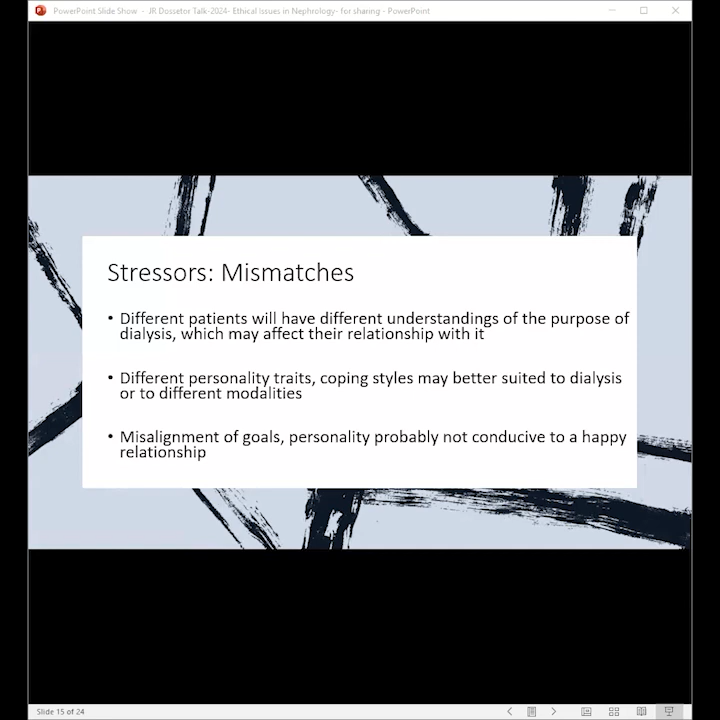 PowerPoint Slide Show - JR Dossetor Talk-2024- Ethical Issues in Nephrology- for sharing - PowerPoint
Stressors: Mismatches
• Different patients will have different understandings of the purpose of
dialysis, which may affect their relationship with it
• Different personality traits, coping styles may better suited to dialysis
or to different modalities
• Misalignment of goals, personality probably not conducive to a happy
relationship
Slide 15 of 24